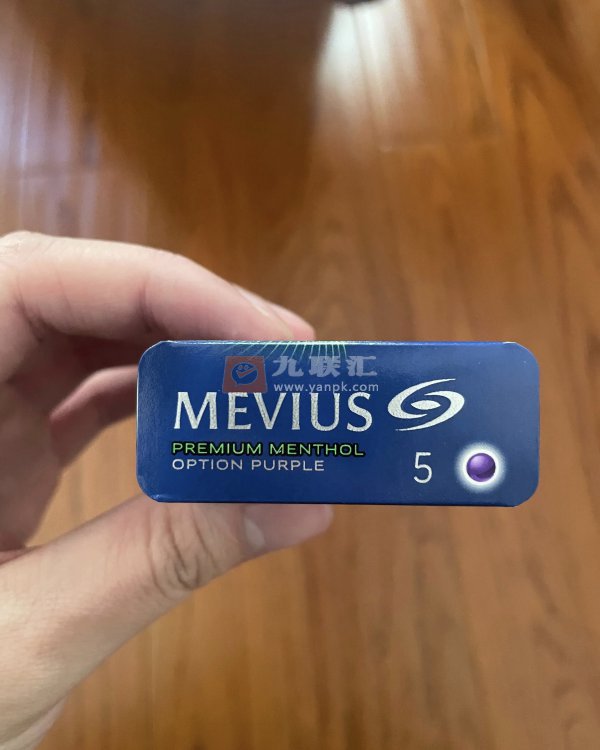 九联汇
www.yanpk.com
MEVIUS
PREMIUM MENTHOL
OPTION PURPLE
5